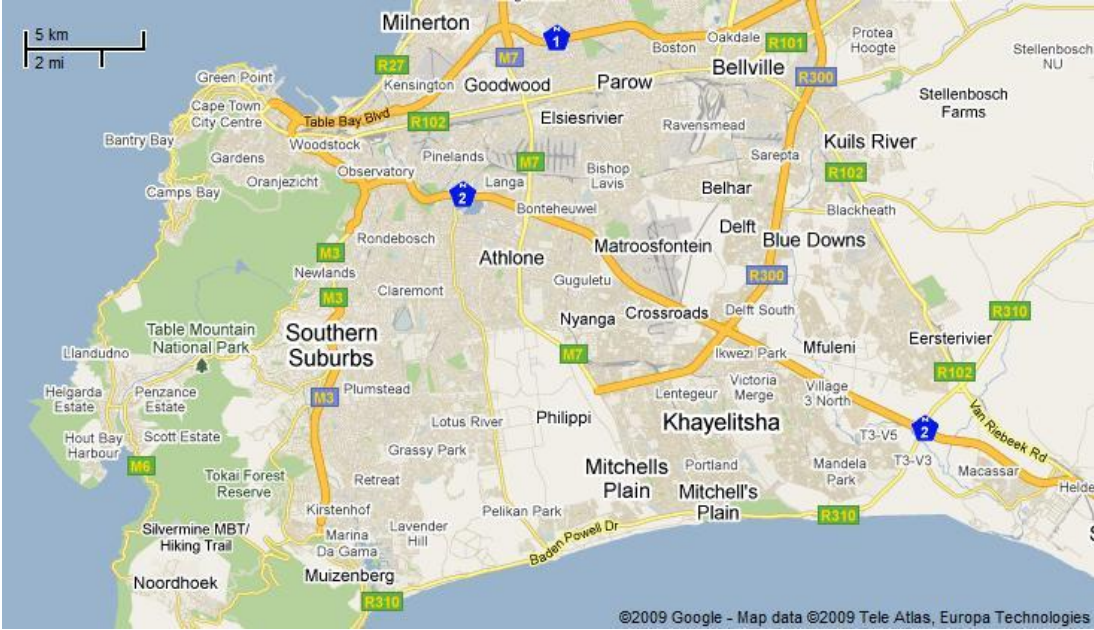 5 km
2 mi
Milnerton
N
1
Oakdale
R101
Protea
Hoogte
Boston
Stellenbosch
NU
R27
M7
Bellville
Green Point
Kensington
Goodwood
Parow
R300
Cape Town
City Centre
Table Bay Blvd
R102
Elsiesrivier
Stellenbosch
Farms
Ravensmead
Bantry Bay
Woodstock
Kuils River
Gardens
Pinelands
M7
Sarepta
Observatory
Bishop
Lavis
R102
Oranjezicht
Langa
Camps Bay
N
2
Belhar
Bonteheuwel
Blackheath
Rondebosch
Delft
M3
Athlone
Matroosfontein
Blue Downs
Newlands
Guguletu
R300
M3
Claremont
Nyanga
Crossroads
Delft South
R310
Table Mountain
National Park
Southern
Suburbs
Eersterivier
Llandudno
M7
Ikwezi Park
Mfuleni
R102
Helgarda
Estate
Penzance
Estate
M3
Plumstead
Lentegeur
Victoria
Merge
Village
3 North
Van Riebeek Rd
Lotus River
Philippi
Khayelitsha
N
2
Hout Bay
Harbour
Scott Estate
T3-V5
Grassy Park
M6
T3-V3
Tokai Forest
Reserve
Retreat
Mitchells
Plain
Portland
Mandela
Park
Macassar
Mitchell's
Plain
Helde
Kirstenhof
Pelikan Park
R310
Silvermine MBT/
Hiking Trail
Marina
Da Gama
Lavender
Hill
Baden Powell Dr
S
Noordhoek
Muizenberg
R310
©2009 Google - Map data ©2009 Tele Atlas, Europa Technologies